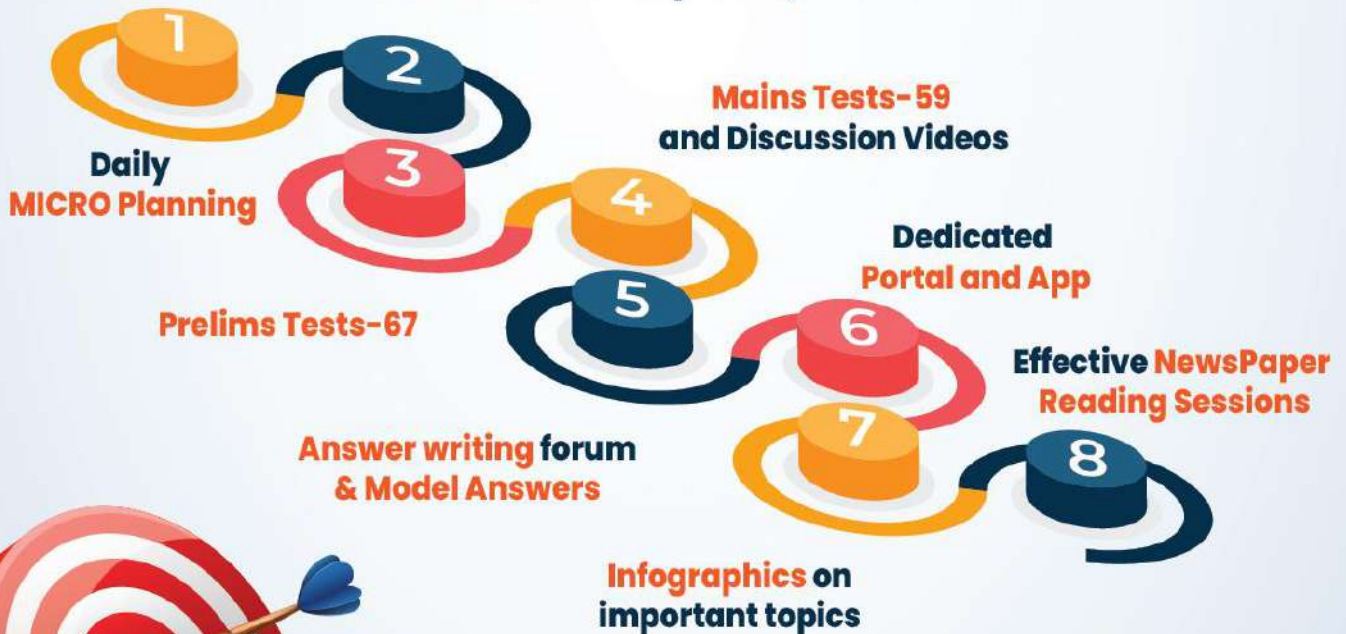 1
2
Mains Tests-59
and Discussion Videos
Daily
MICRO Planning
3
4
Dedicated
Portal and App
Prelims Tests-67
5
6
Effective NewsPaper
Reading Sessions
7
8
Answer writing forum
& Model Answers
Infographics on
important topics